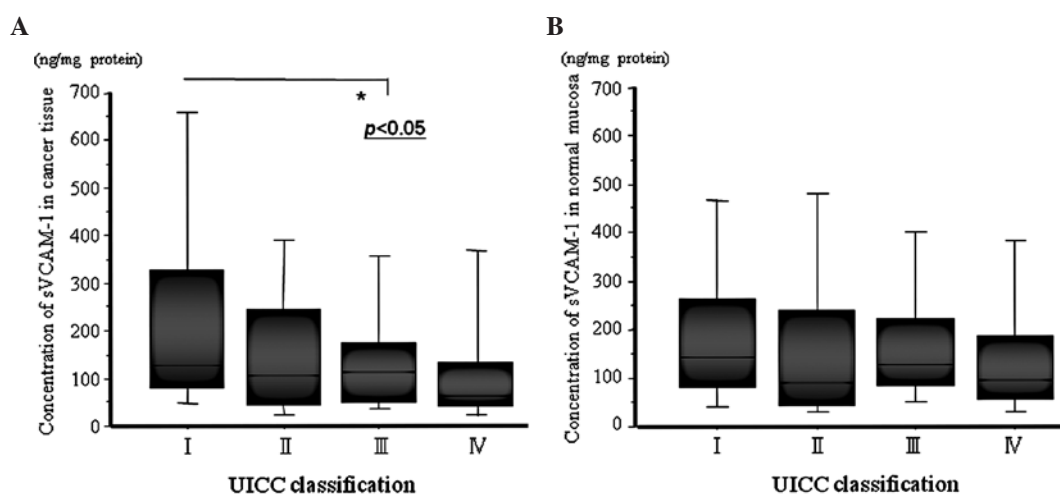 A
(ng/mg protein)
Concentration of sVCAM-1 in cancer tissue
700
600
500
400
300
200
100
0
*
p<0.05
I
II
III
IV
UICC classification
B
(ng/mg protein)
Concentration of sVCAM-1 in normal mucosa
700
600
500
400
300
200
100
0
I
II
III
IV
UICC classification